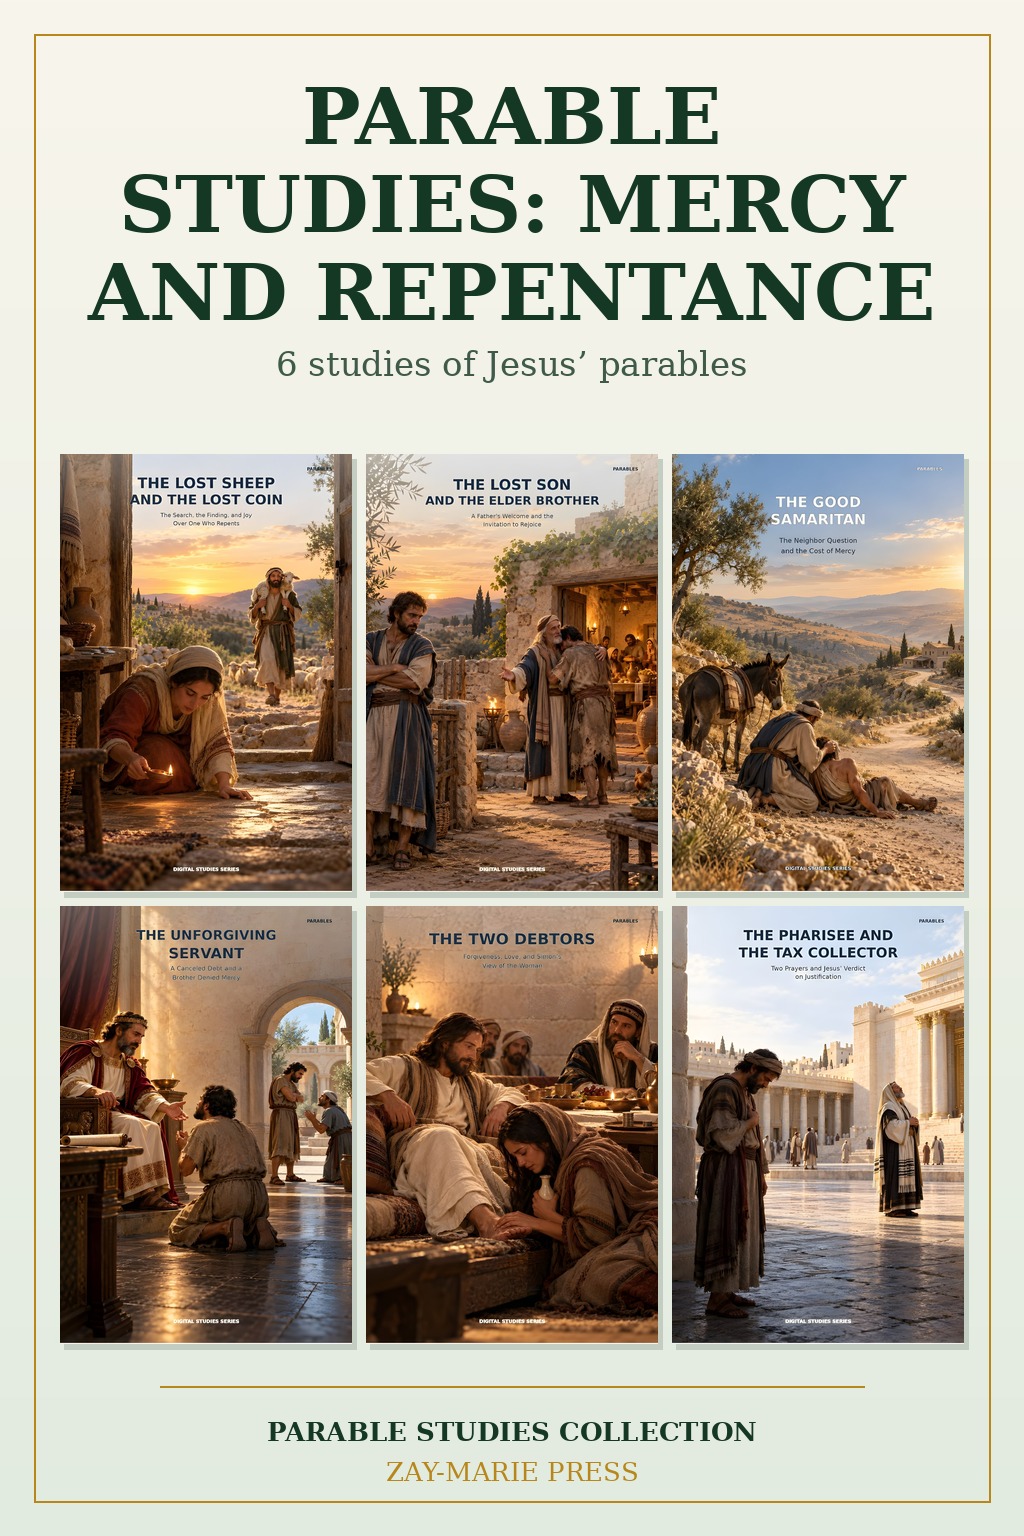 PARABLE
STUDIES: MERCY
AND REPENTANCE
6 studies of Jesus’ parables
PARABLES
THE LOST SHEEP
AND THE LOST COIN
The Search, the Finding, and Joy
Over One Who Repents
DIGITAL STUDIES SERIES
PARABLES
THE LOST SON
AND THE ELDER BROTHER
A Father's Welcome and the
Invitation to Rejoice
DIGITAL STUDIES SERIES
PARABLES
THE GOOD
SAMARITAN
The Neighbor Question
and the Cost of Mercy
DIGITAL STUDIES SERIES
PARABLES
THE UNFORGIVING
SERVANT
A Canceled Debt and a
Brother Denied Mercy
DIGITAL STUDIES SERIES
PARABLES
THE TWO DEBTORS
Forgiveness, Love, and Simon's
View of the Woman
DIGITAL STUDIES SERIES
PARABLES
THE PHARISEE AND
THE TAX COLLECTOR
Two Prayers and Jesus' Verdict
on Justification
DIGITAL STUDIES SERIES
PARABLE STUDIES COLLECTION
ZAY-MARIE PRESS